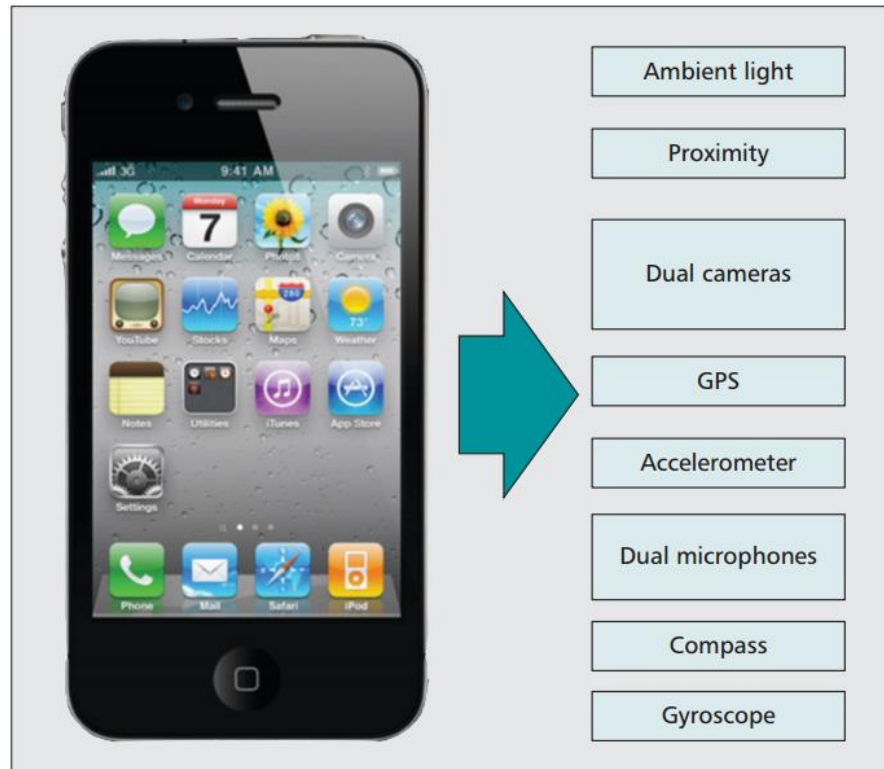 3G 9:41 AM
Monday
7
Messages Calendar Photos Camera
280
73°
YouTube Stocks Maps Weather
Notes Utilities iTunes App Store
Settings
Phone Mail Safari iPod
Ambient light
Proximity
Dual cameras
GPS
Accelerometer
Dual microphones
Compass
Gyroscope